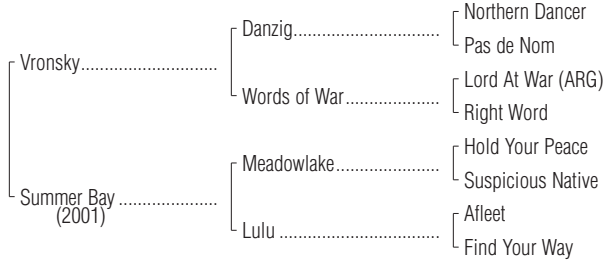 Northern Dancer
Danzig
Pas de Nom
Vronsky
Lord At War (ARG)
Words of War
Right Word
Hold Your Peace
Meadowlake
Suspicious Native
Summer Bay
(2001)
Afleet
Lulu
Find Your Way